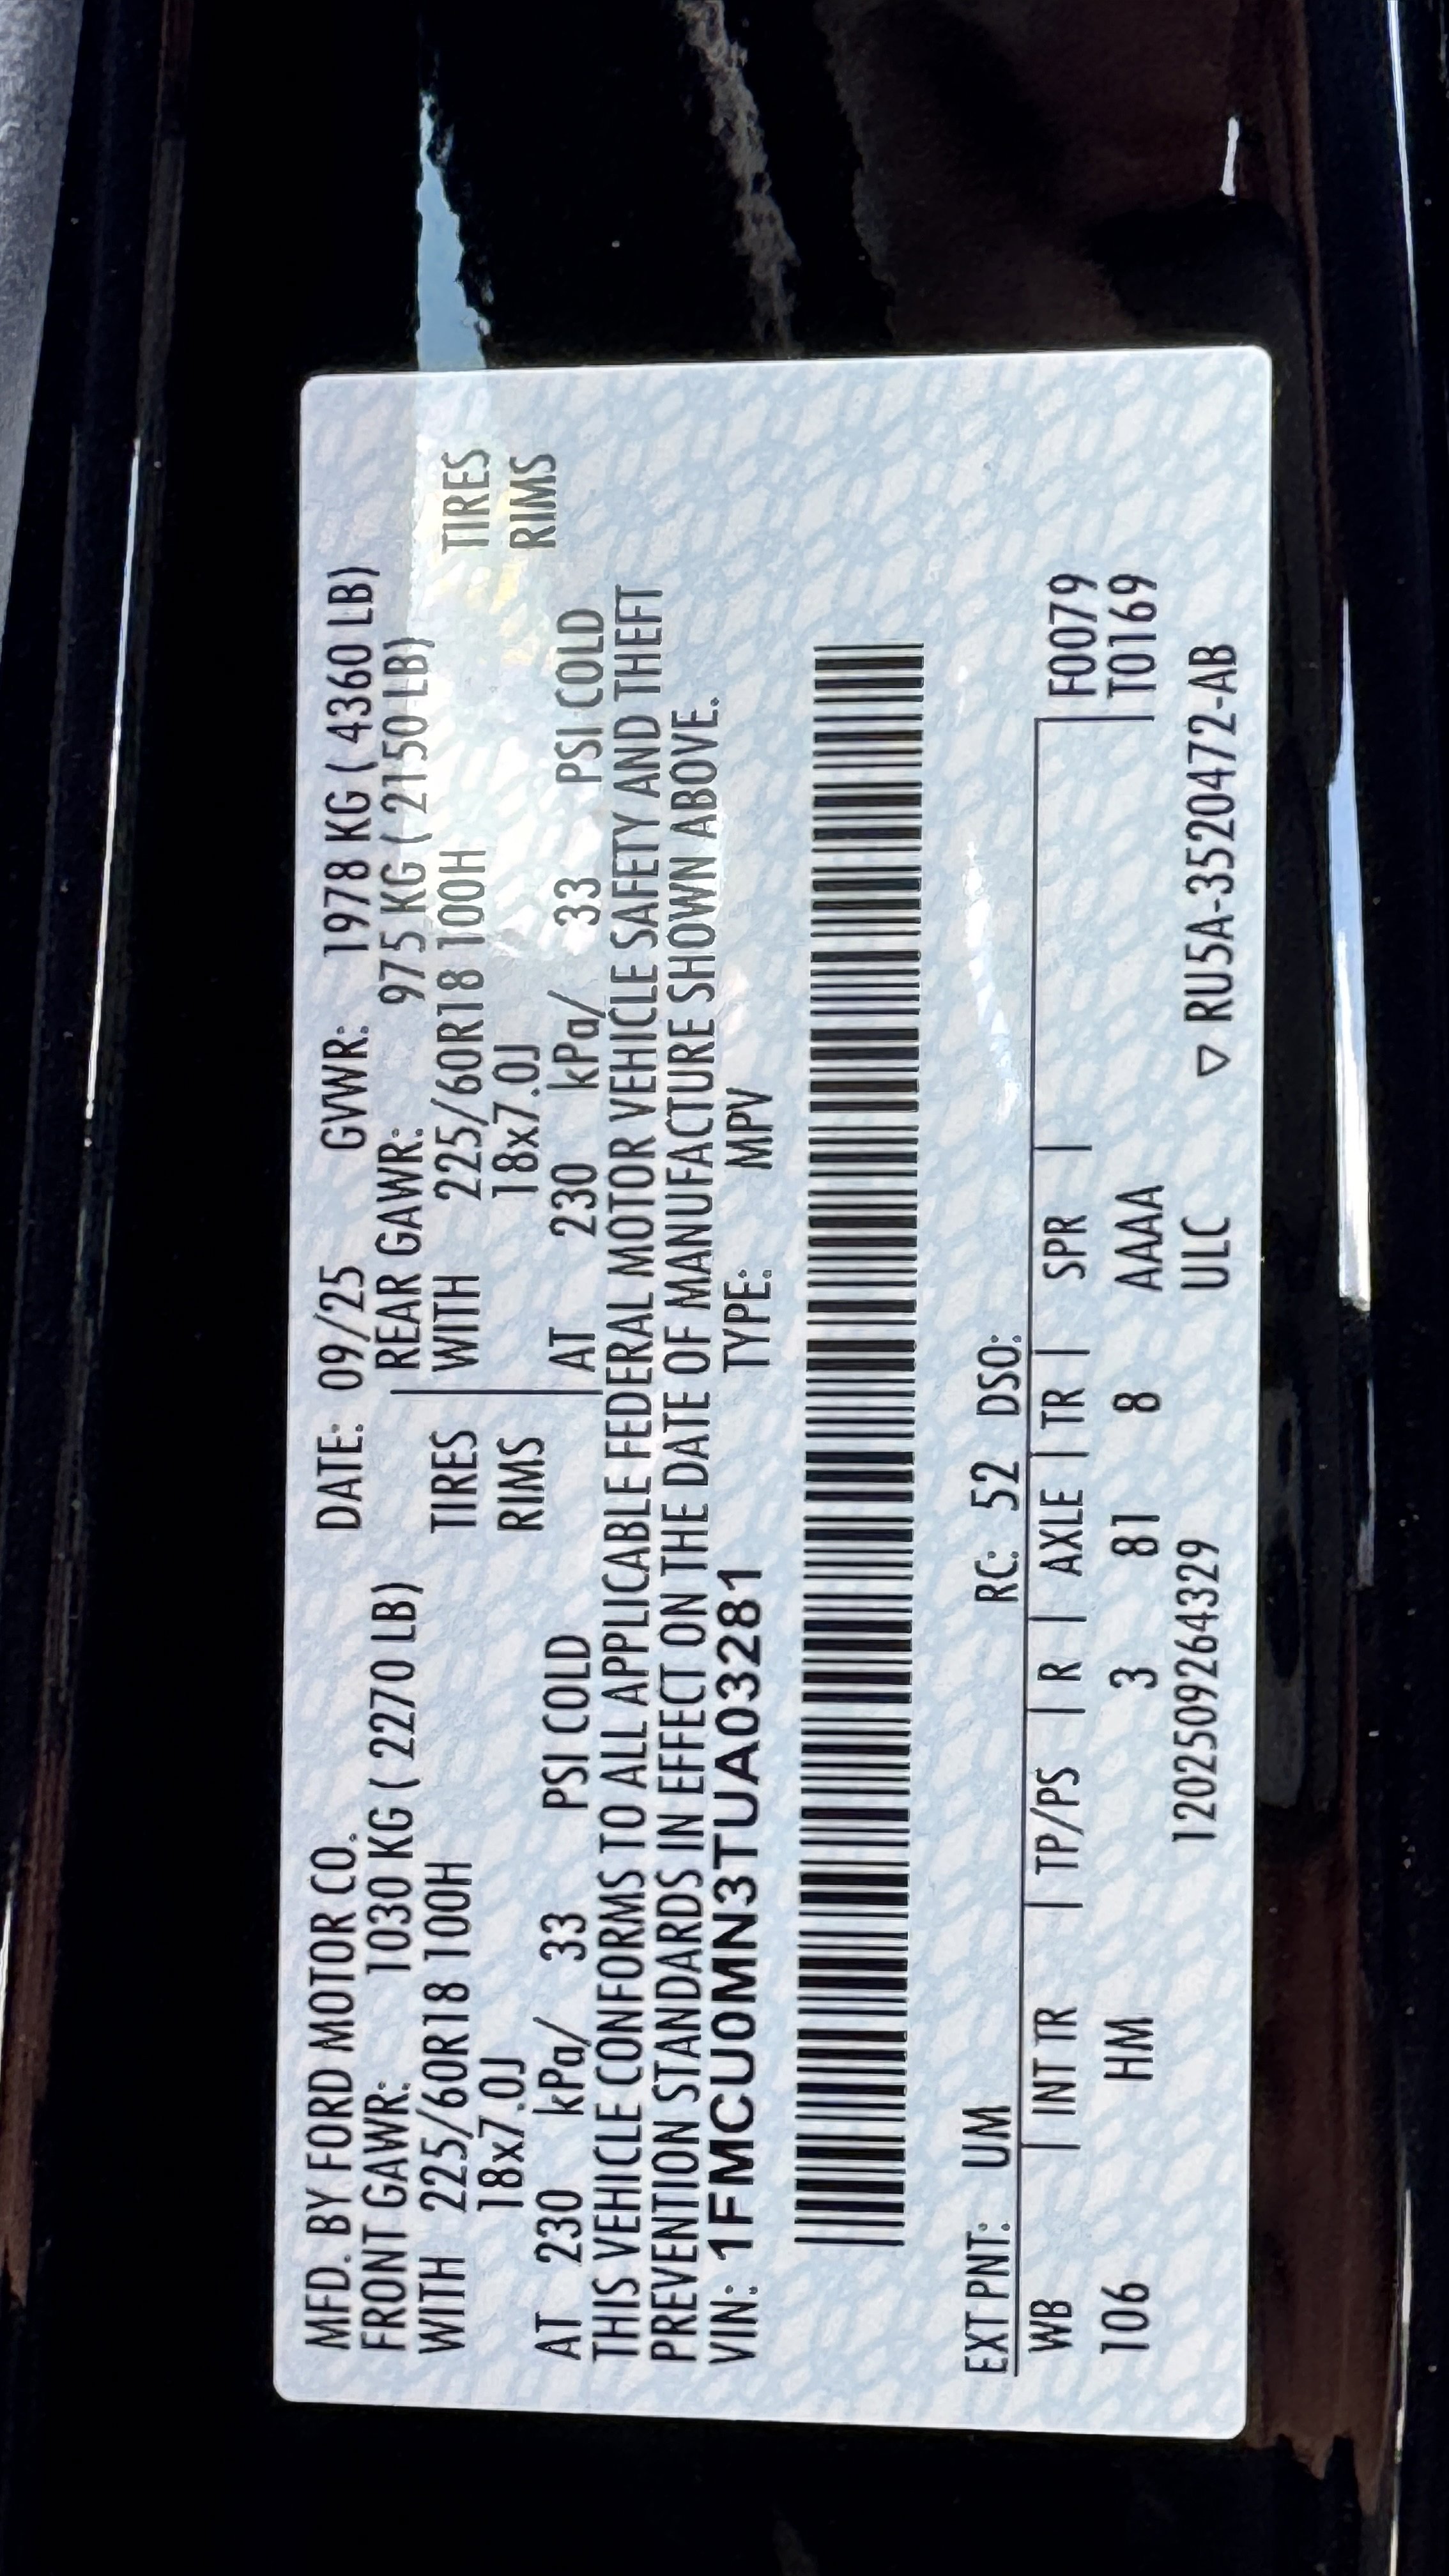 MFD. BY FORD MOTOR CO. DATE: 09/25 GVWR: 1978 KG ( 4360 LB)
FRONT GAWR: 1030 KG ( 2270 LB) REAR GAWR: 975 KG ( 2150 LB)
WITH 225/60R18 100H TIRES WITH 225/60R18 100H TIRES
18x7.0J RIMS 18x7.0J RIMS
AT 230 kPa/ 33 PSI COLD AT 230 kPa/ 33 PSI COLD
THIS VEHICLE CONFORMS TO ALL APPLICABLE FEDERAL MOTOR VEHICLE SAFETY AND THEFT
PREVENTION STANDARDS IN EFFECT ON THE DATE OF MANUFACTURE SHOWN ABOVE.
VIN: 1FMCU0MN3TUA03281 TYPE: MPV
EXT PNT: UM RC: 52 DSO:
WB | INT TR | TP/PS | R | AXLE | TR | SPR | F0079
106 HM 3 81 8 AAAA T0169
1202509264329 ULC ▽ RU5A-3520472-AB